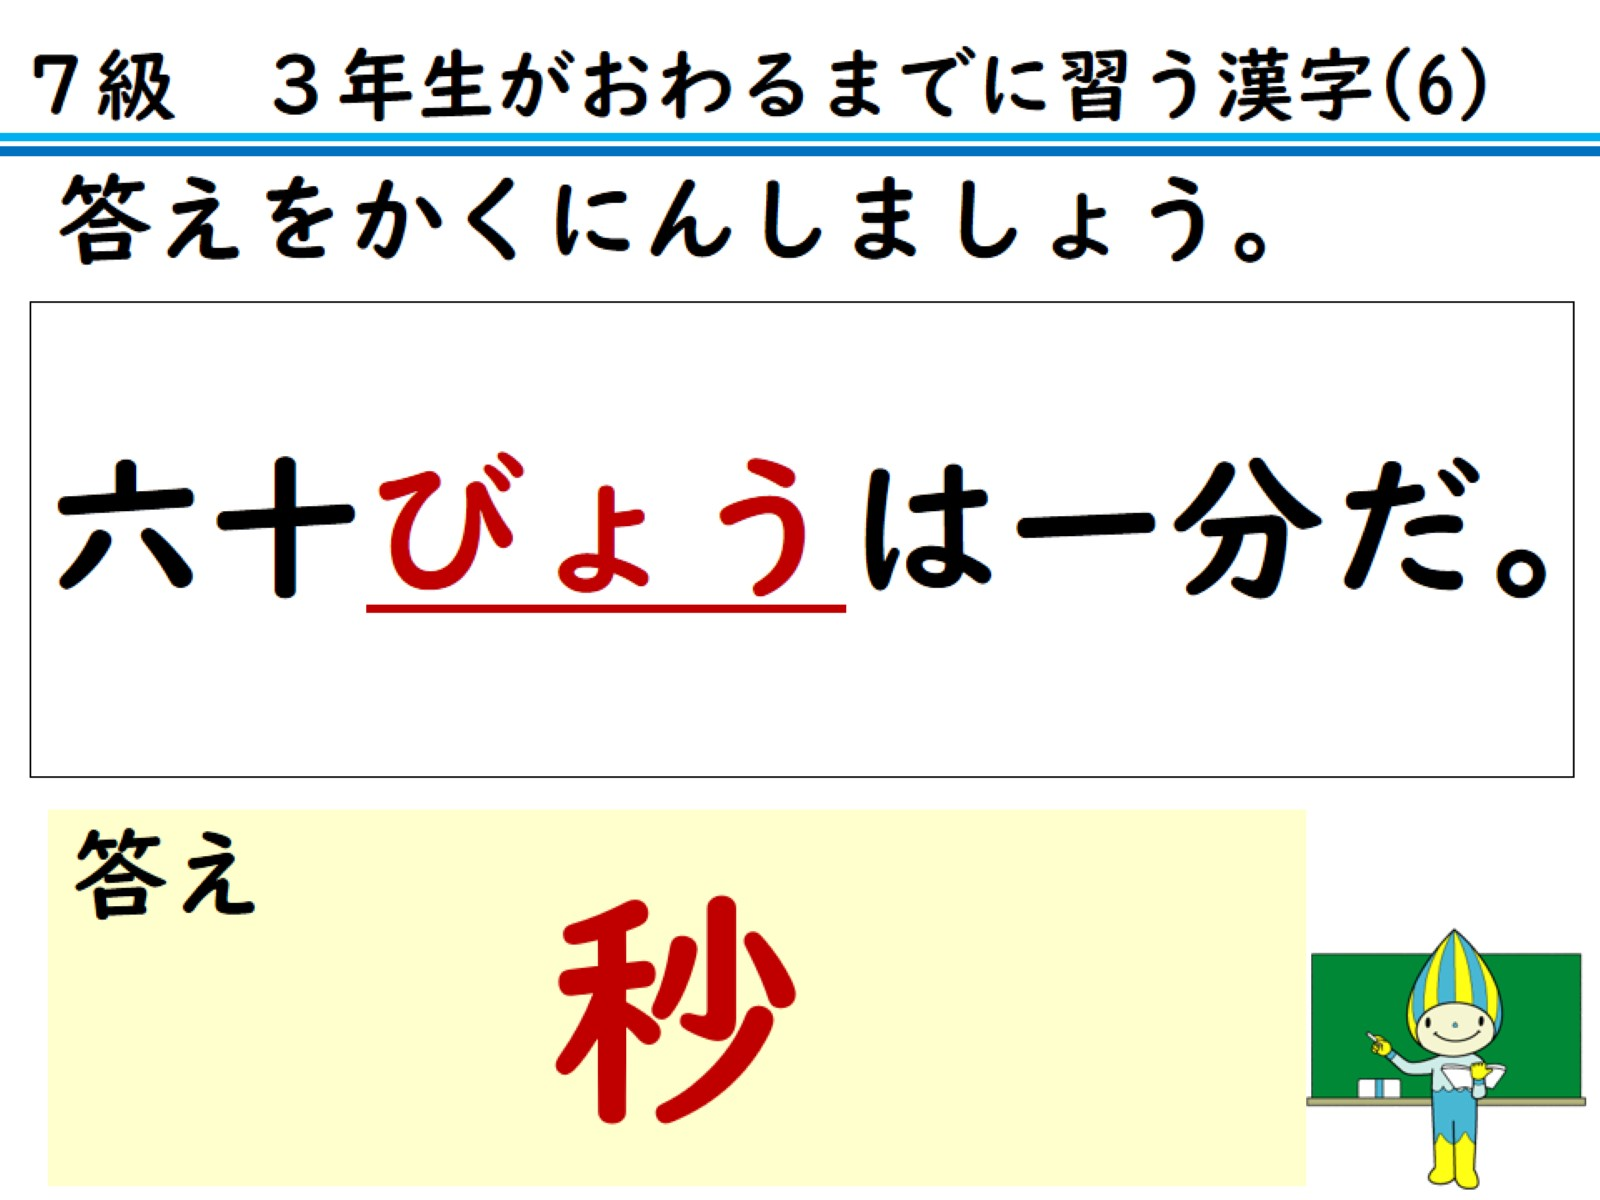 ７級　３年生がおわるまでに習う漢字(6)
答えをかくにんしましょう。
六十びょうは一分だ。
答え
秒